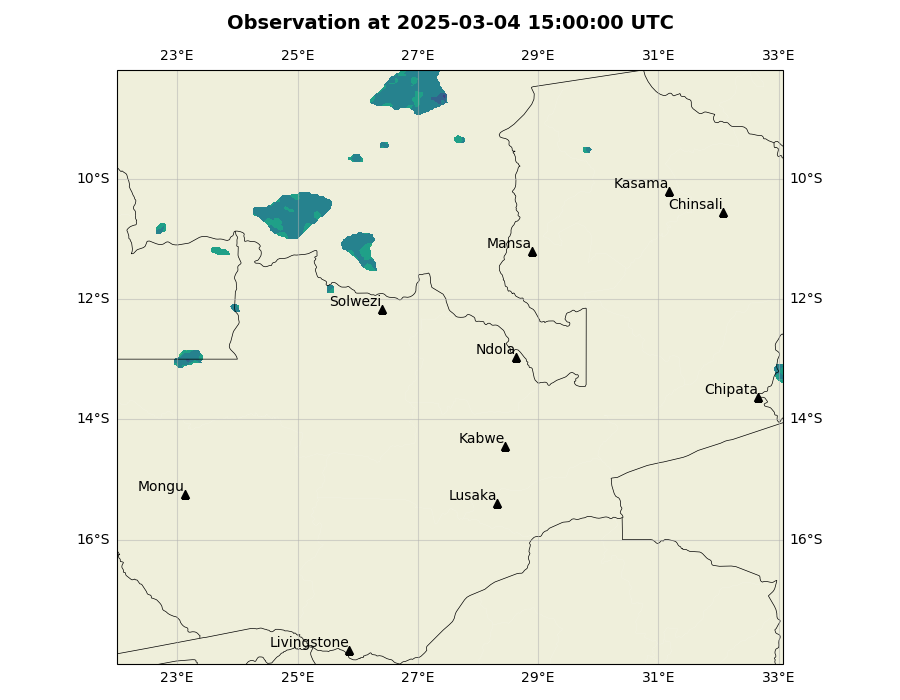 Observation at 2025-03-04 15:00:00 UTC
23°E 25°E 27°E 29°E 31°E 33°E
10°S 10°S
Kasama
Chinsali
Mansa
12°S 12°S
Solwezi
Ndola
Chipata
14°S 14°S
Kabwe
Mongu
Lusaka
16°S 16°S
Livingstone
23°E 25°E 27°E 29°E 31°E 33°E